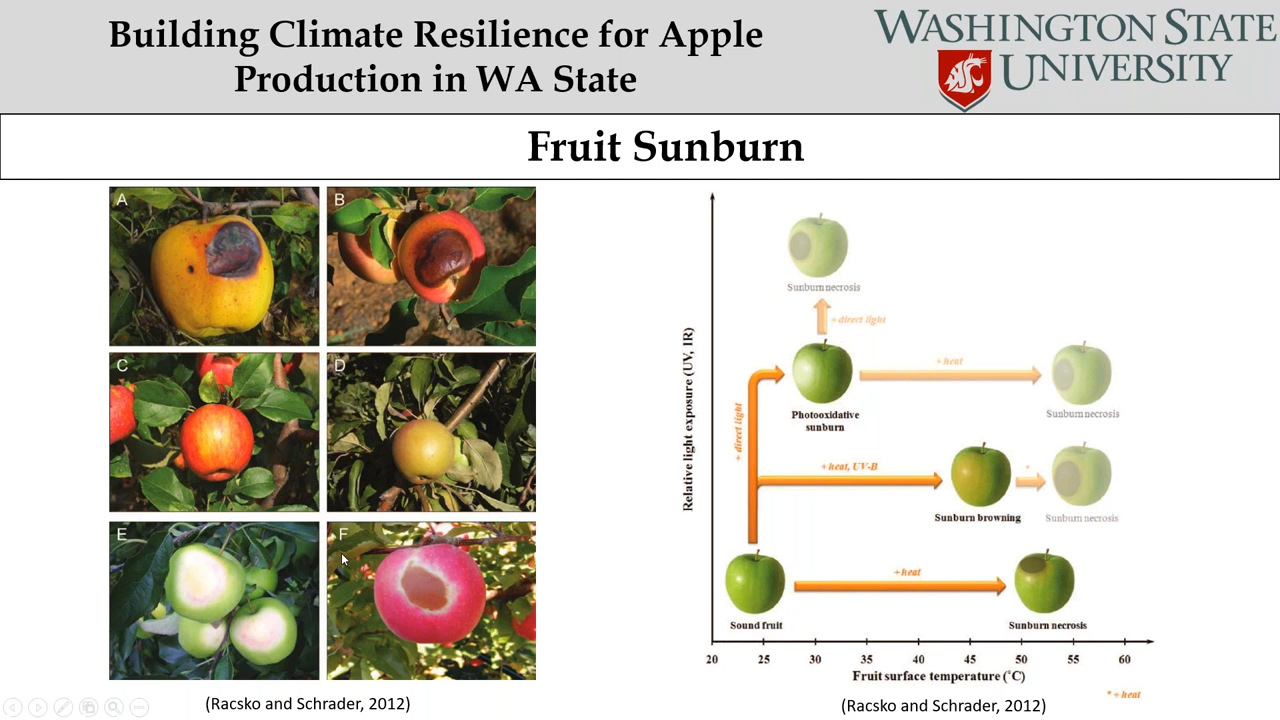 Building Climate Resilience for Apple
Production in WA State
WASHINGTON STATE
UNIVERSITY
Fruit Sunburn
A
B
C
D
E
F
(Racsko and Schrader, 2012)
Relative light exposure (UV, IR)
Sunburn necrosis
+ direct light
+ heat
Photooxidative
sunburn
Sunburn necrosis
+ direct light
+ heat, UV-B
*
Sunburn browning
Sunburn necrosis
+ heat
Sound fruit
Sunburn necrosis
20 25 30 35 40 45 50 55 60
Fruit surface temperature (˚C)
* + heat
(Racsko and Schrader, 2012)